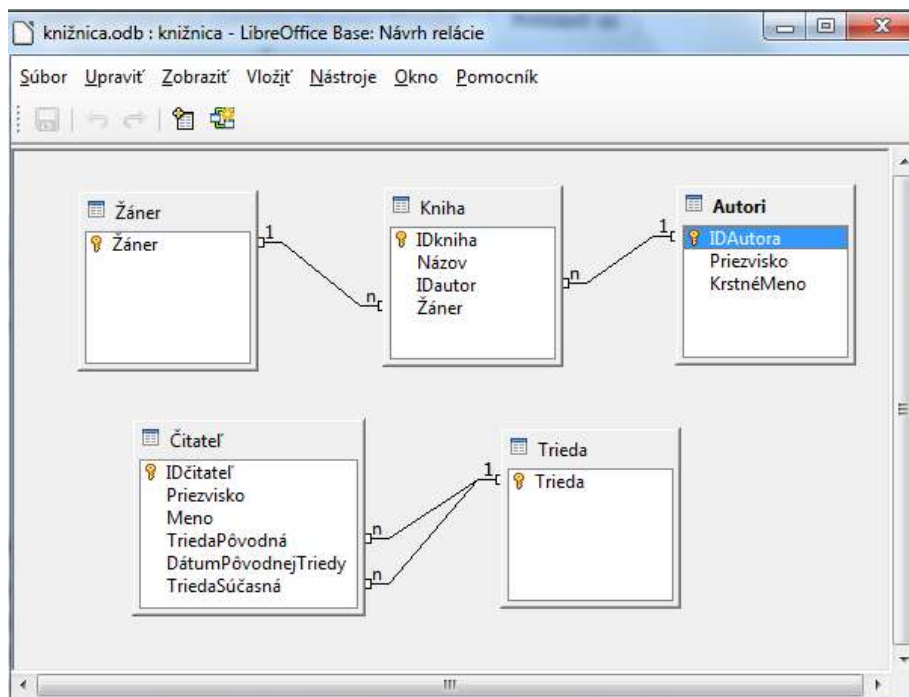 knižnica.odb : knižnica - LibreOffice Base: Návrh relácie
Súbor Upraviť Zobraziť Vložiť Nástroje Okno Pomocník
Žáner
Žáner
1
n
Kniha
IDkniha
Názov
IDautor
Žáner
n
1
Autori
IDAutora
Priezvisko
KrstnéMeno
Čitateľ
IDčitateľ
Priezvisko
Meno
TriedaPôvodná
DátumPôvodnejTriedy
TriedaSúčasná
n
n
1
Trieda
Trieda